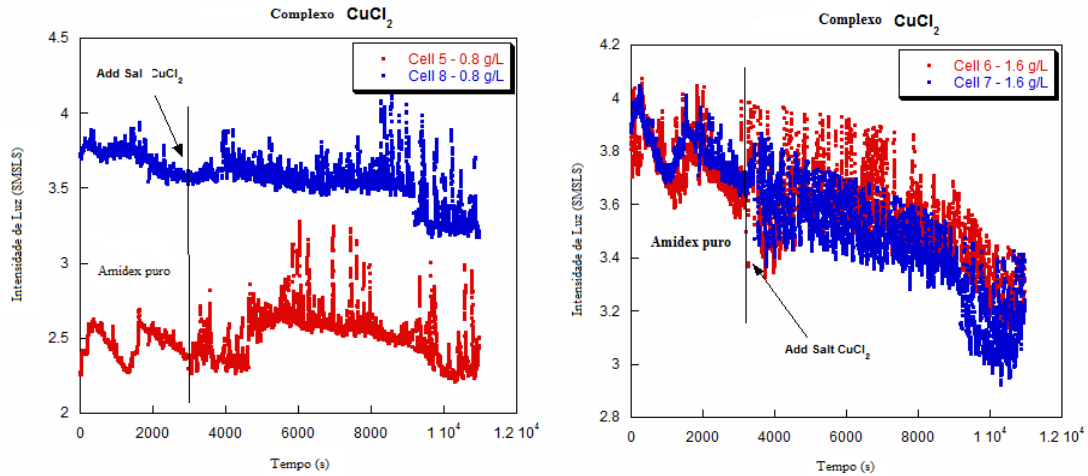 Complexo CuCl2
4.5
4
3.5
3
2.5
2
Intensidade de Luz (SMSLS)
Cell 5 - 0.8 g/L
Cell 8 - 0.8 g/L
Add Sal CuCl2
Amidex puro
0 2000 4000 6000 8000 1 10^4 1.2 10^4
Tempo (s)
Complexo CuCl2
4.2
4
3.8
3.6
3.4
3.2
3
2.8
Intensidade de Luz (SMSLS)
Cell 6 - 1.6 g/L
Cell 7 - 1.6 g/L
Amidex puro
Add Salt CuCl2
0 2000 4000 6000 8000 1 10^4 1.2 10^4
Tempo (s)